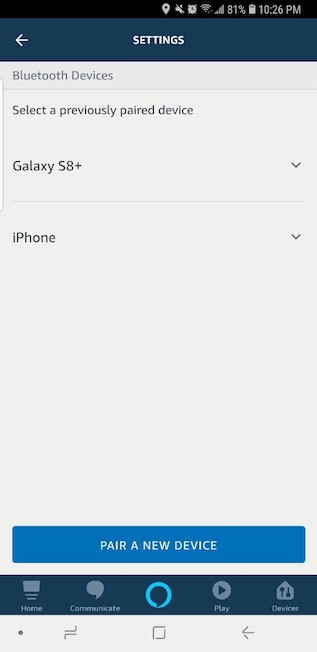 81% 10:26 PM
SETTINGS
Bluetooth Devices
Select a previously paired device
Galaxy S8+
iPhone
PAIR A NEW DEVICE
Home Communicate Play Devices